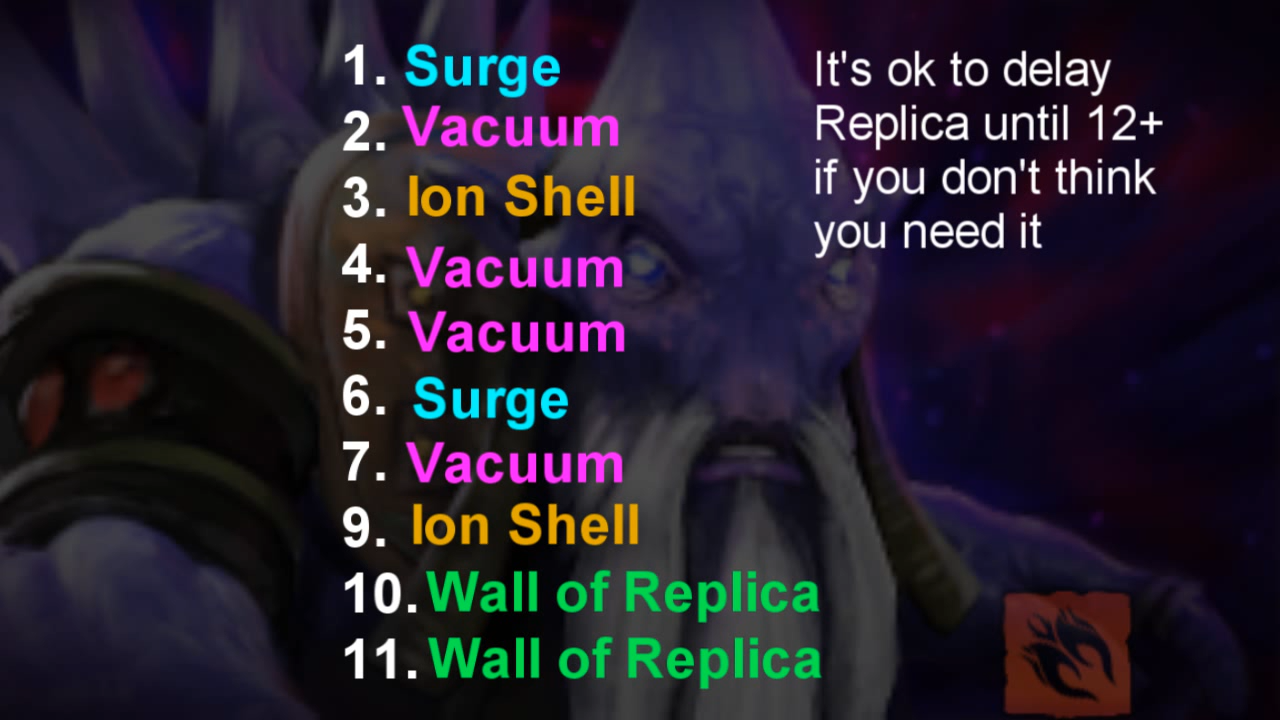 1. Surge
2. Vacuum
3. Ion Shell
4. Vacuum
5. Vacuum
6. Surge
7. Vacuum
9. Ion Shell
10. Wall of Replica
11. Wall of Replica
It's ok to delay
Replica until 12+
if you don't think
you need it